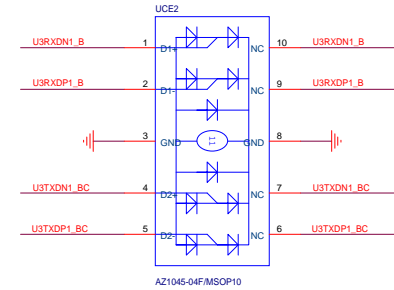 UCE2
U3RXDN1_B 1 D1+ NC 10 U3RXDN1_B
U3RXDP1_B 2 D1- NC 9 U3RXDP1_B
3 GND GND 8
U3TXDN1_BC 4 D2+ NC 7 U3TXDN1_BC
U3TXDP1_BC 5 D2- NC 6 U3TXDP1_BC
AZ1045-04F/MSOP10